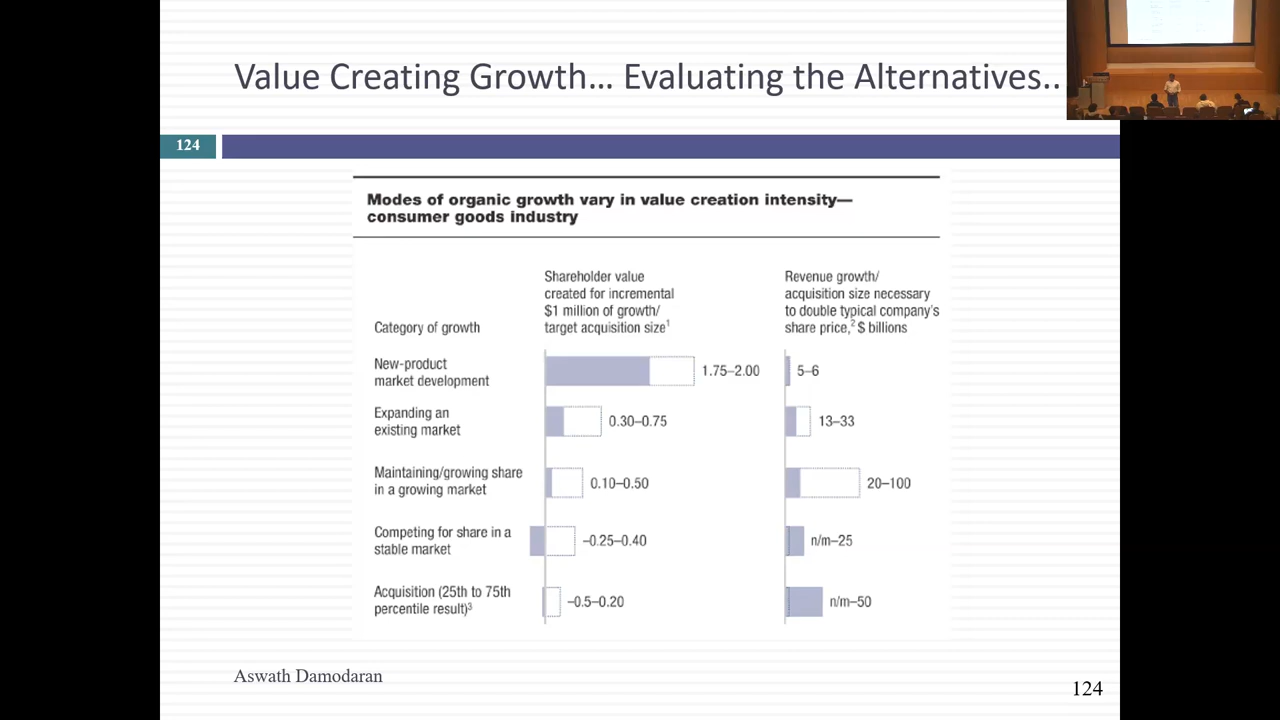 Value Creating Growth… Evaluating the Alternatives..
124
Modes of organic growth vary in value creation intensity—
consumer goods industry
Category of growth
Shareholder value
created for incremental
$1 million of growth/
target acquisition size¹
Revenue growth/
acquisition size necessary
to double typical company's
share price,² $ billions
New-product
market development
1.75–2.00
5–6
Expanding an
existing market
0.30–0.75
13–33
Maintaining/growing share
in a growing market
0.10–0.50
20–100
Competing for share in a
stable market
–0.25–0.40
n/m–25
Acquisition (25th to 75th
percentile result)³
–0.5–0.20
n/m–50
Aswath Damodaran
124